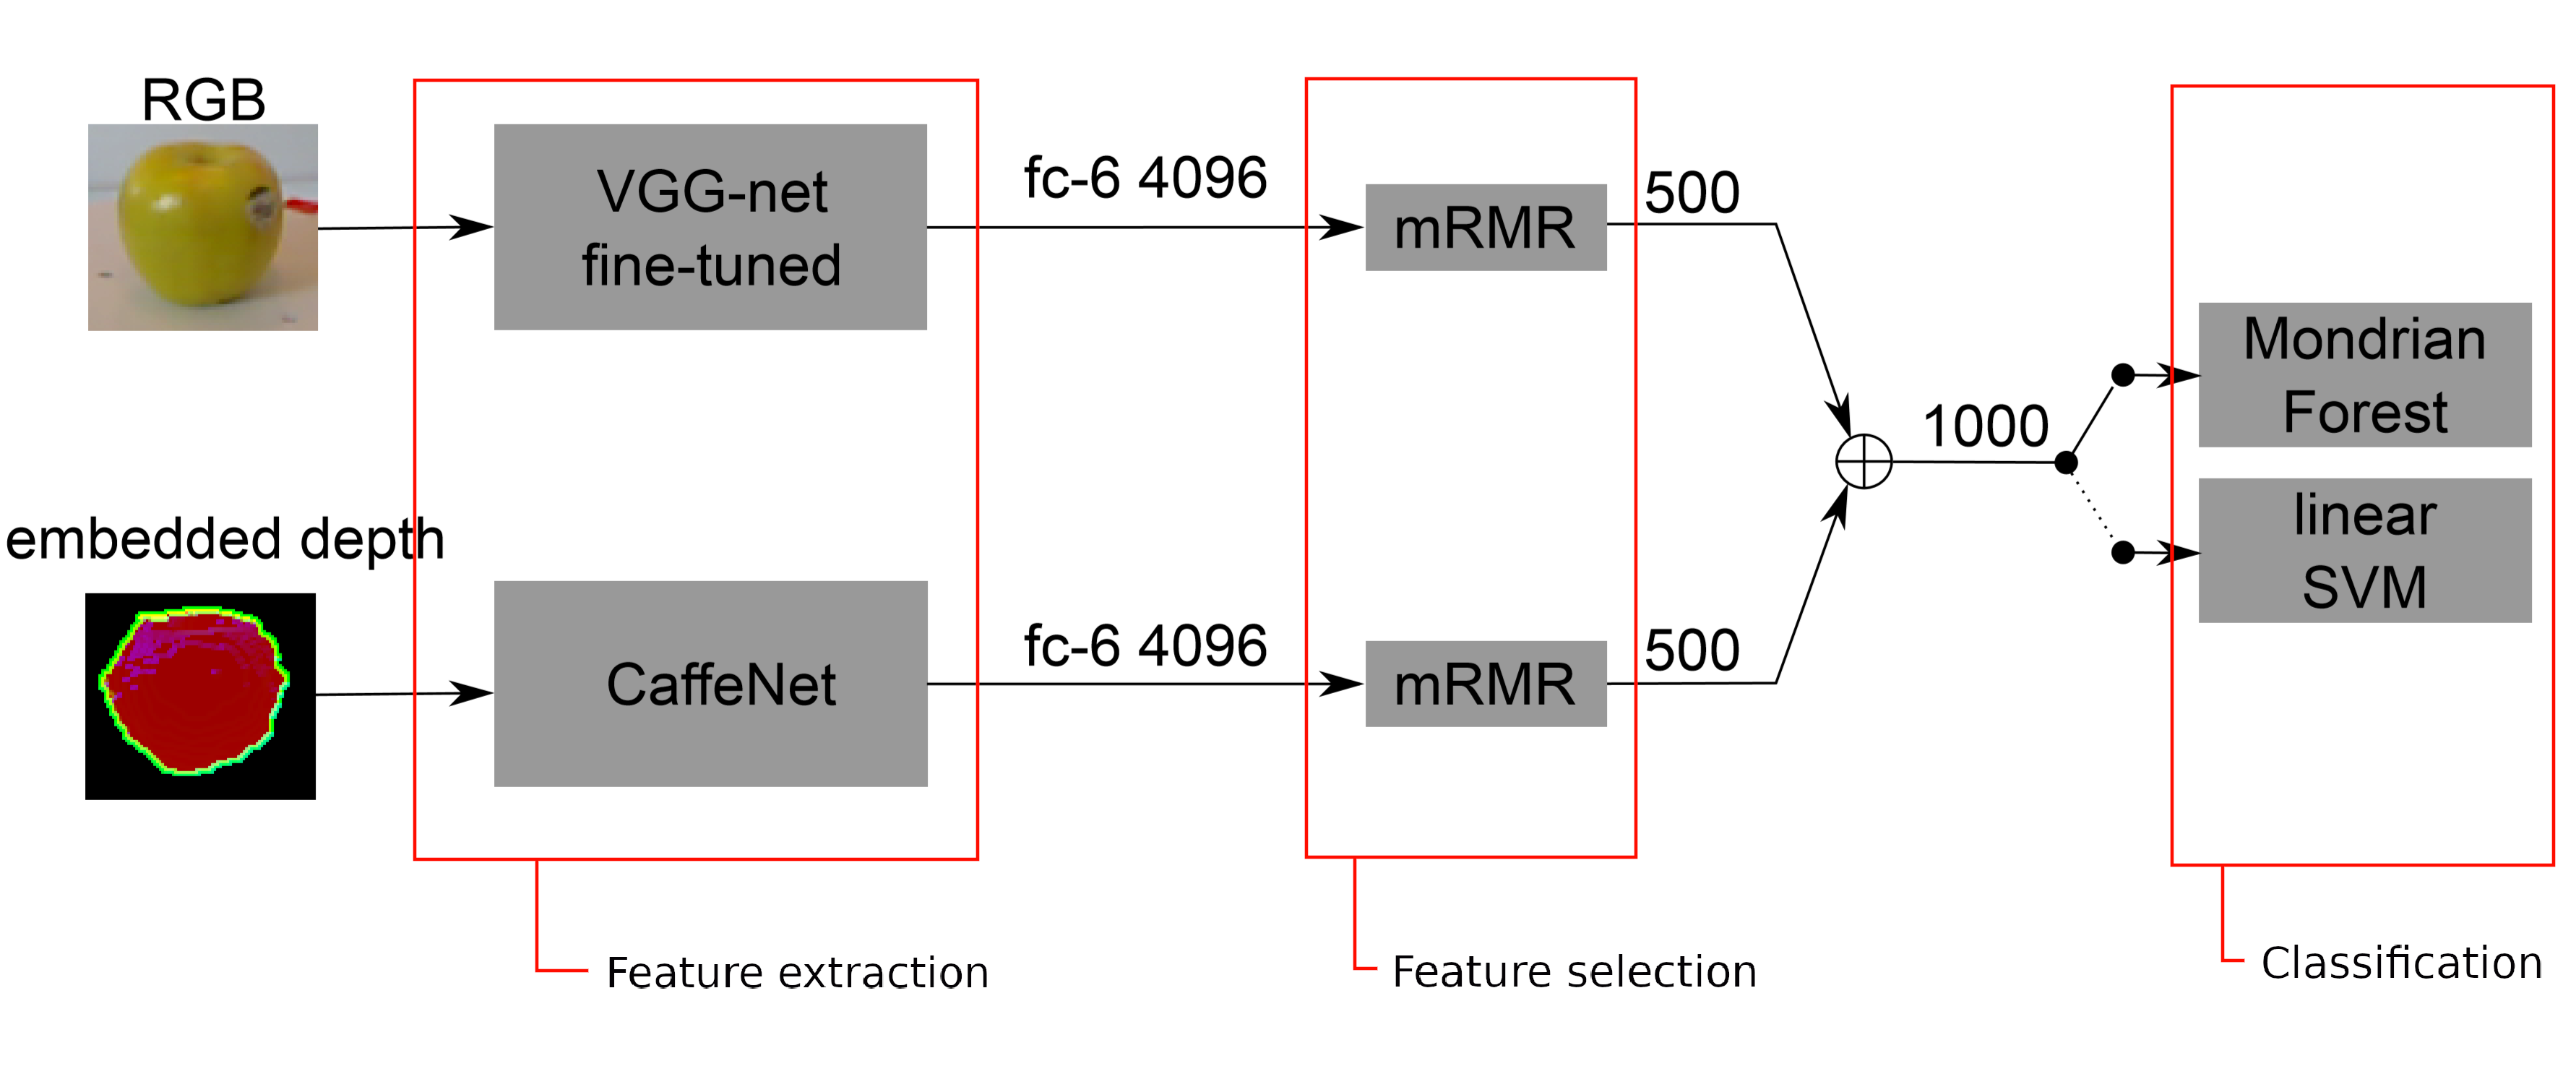 RGB
VGG-net
fine-tuned
fc-6 4096
mRMR
500
embedded depth
CaffeNet
fc-6 4096
mRMR
500
1000
Mondrian
Forest
linear
SVM
Feature extraction
Feature selection
Classification